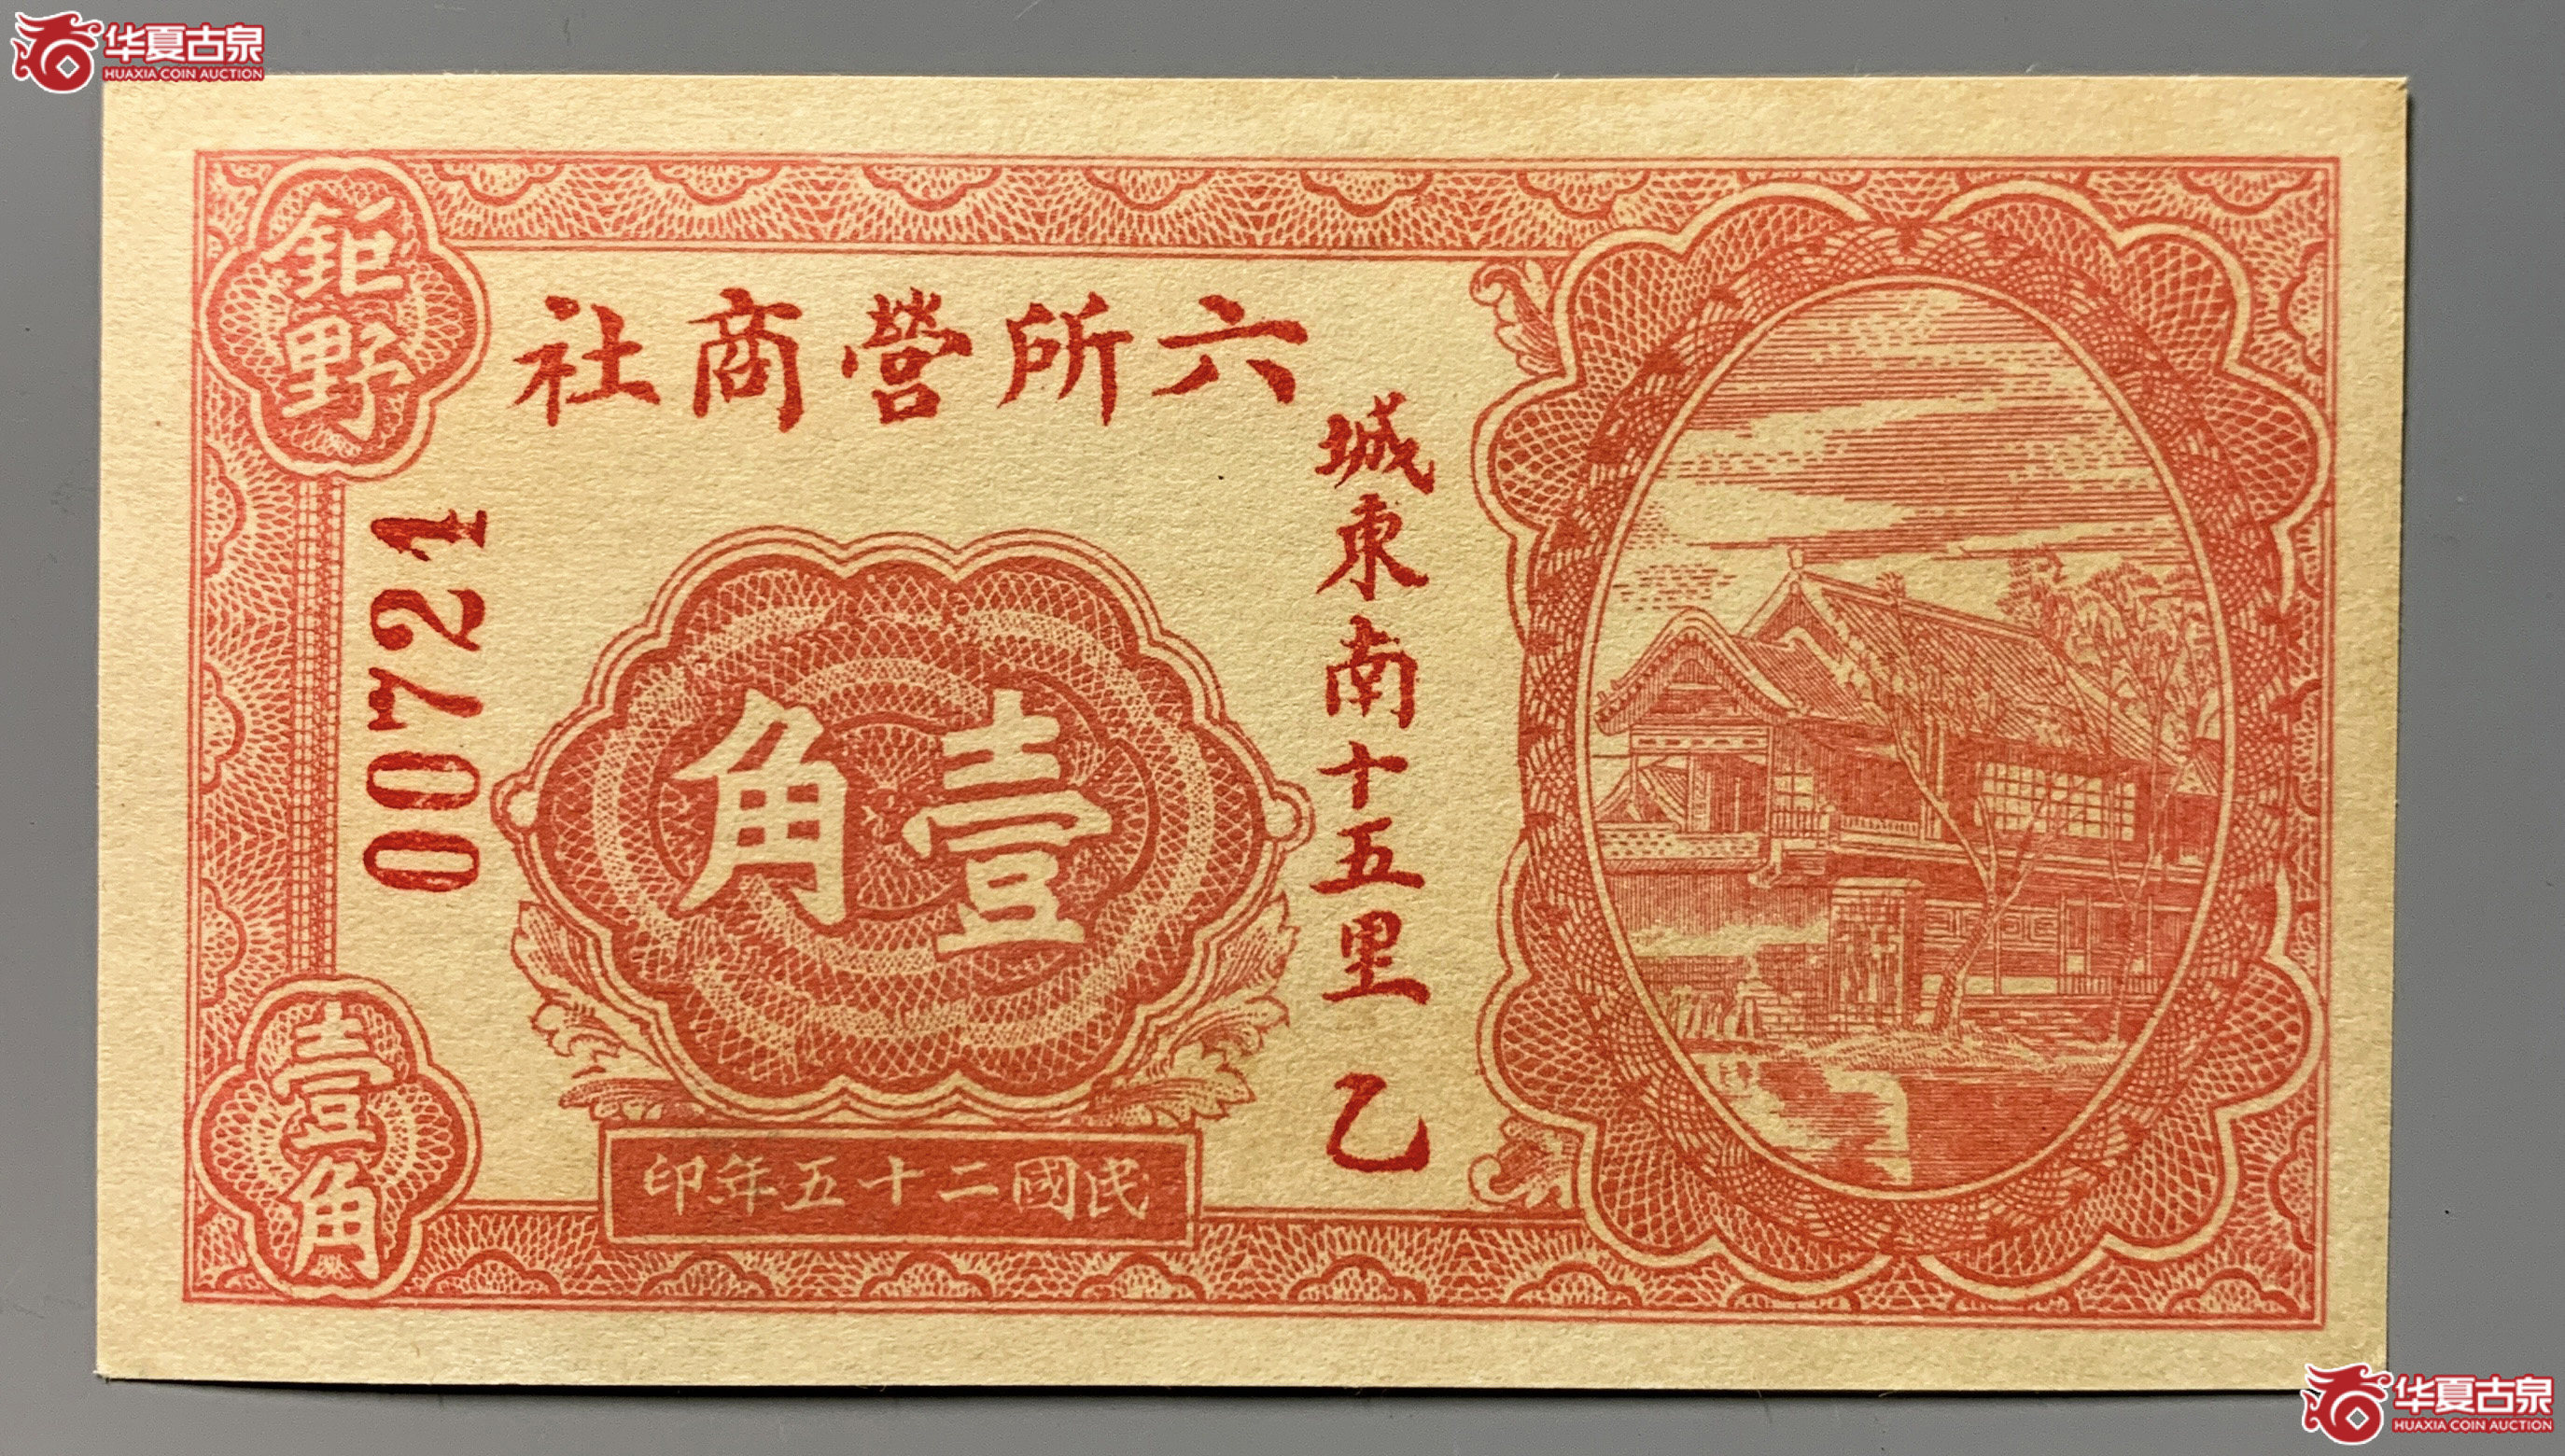 华夏古泉
HUAXIA COIN AUCTION
鉅野
六所營商社
城東南十五里 乙
00721
壹角
壹角
民國二十五年印
华夏古泉
HUAXIA COIN AUCTION